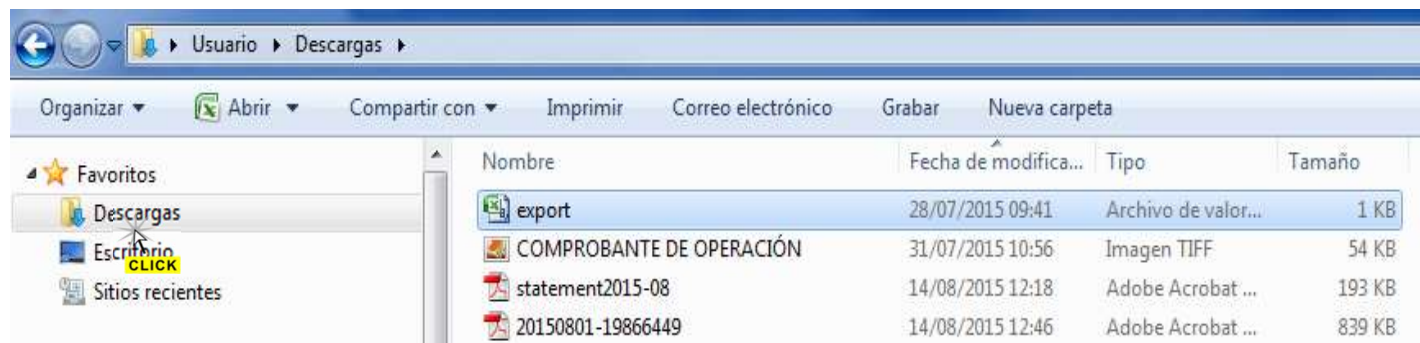 Usuario Descargas
Organizar Abrir Compartir con Imprimir Correo electrónico Grabar Nueva carpeta
Favoritos
Descargas
Escritorio
CLICK
Sitios recientes
Nombre Fecha de modifica... Tipo Tamaño
export 28/07/2015 09:41 Archivo de valor... 1 KB
COMPROBANTE DE OPERACIÓN 31/07/2015 10:56 Imagen TIFF 54 KB
statement2015-08 14/08/2015 12:18 Adobe Acrobat ... 193 KB
20150801-19866449 14/08/2015 12:46 Adobe Acrobat ... 839 KB